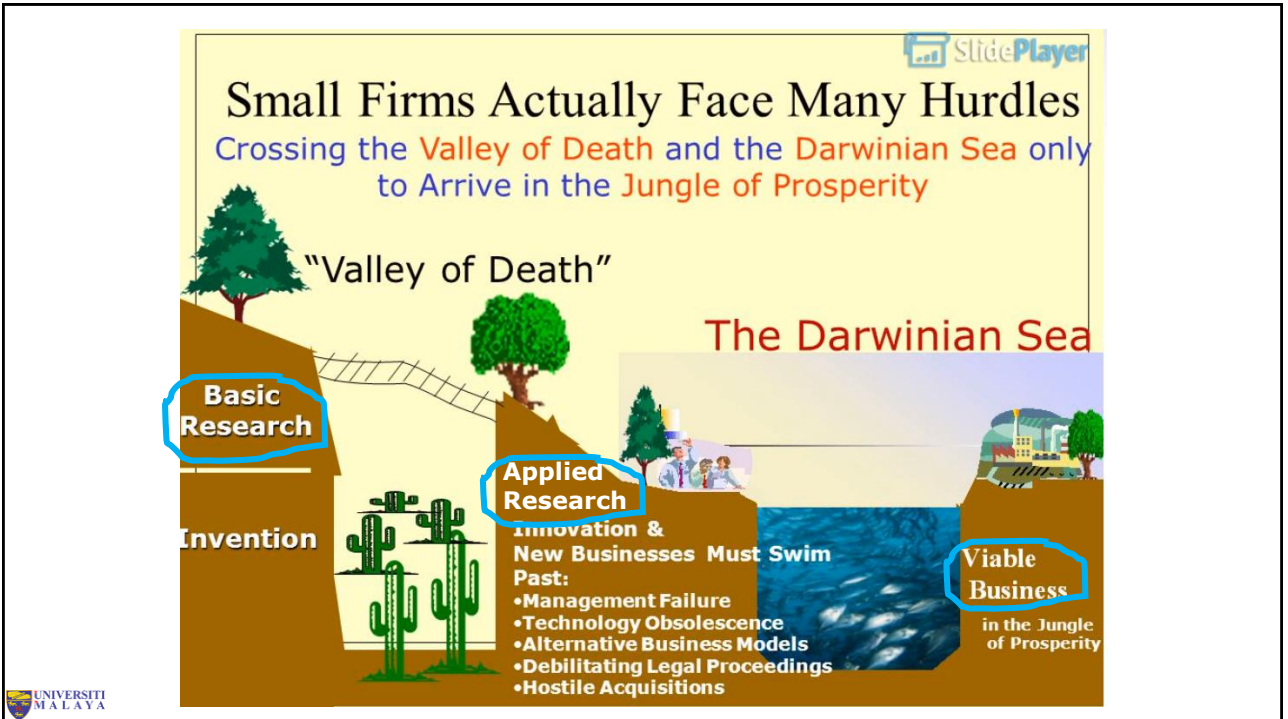 SlidePlayer
Small Firms Actually Face Many Hurdles
Crossing the Valley of Death and the Darwinian Sea only
to Arrive in the Jungle of Prosperity
“Valley of Death”
The Darwinian Sea
Basic
Research
Invention
Applied
Research
Innovation &
New Businesses Must Swim
Past:
•Management Failure
•Technology Obsolescence
•Alternative Business Models
•Debilitating Legal Proceedings
•Hostile Acquisitions
Viable
Business
in the Jungle
of Prosperity
UNIVERSITI
MALAYA